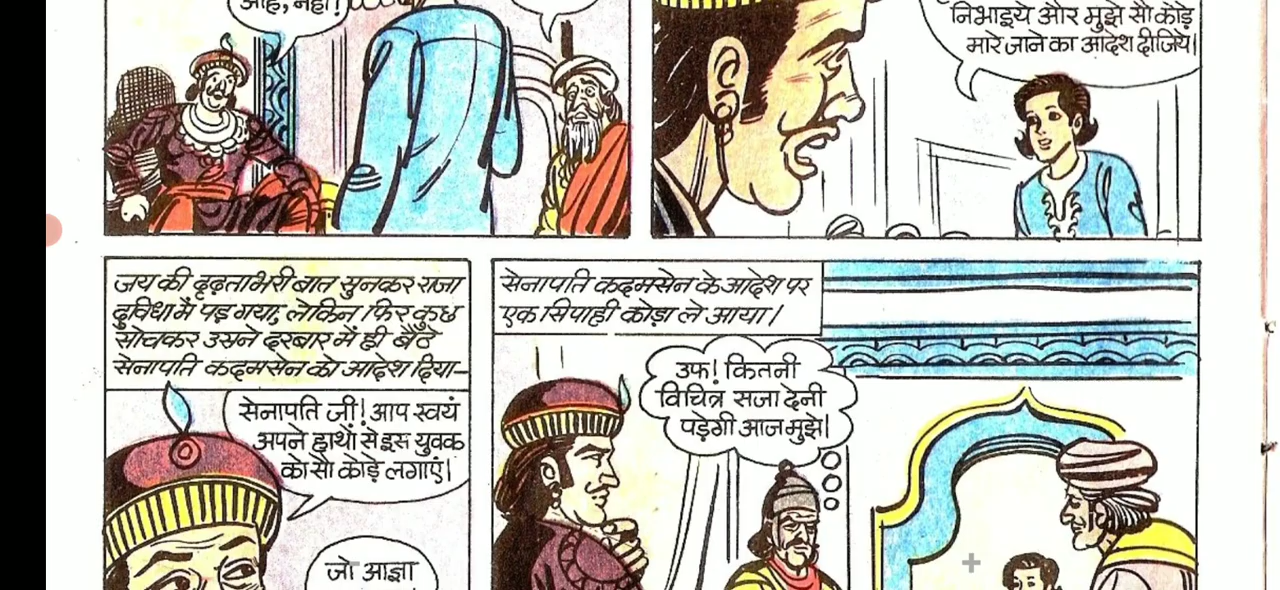 ओह, नहीं!
निभाइये और मुझे सौ कोड़े
मारे जाने का आदेश दीजिये।
जय की दृढ़ताभरी बात सुनकर राजा
दुविधा में पड़ गया, लेकिन फिर कुछ
सोचकर उसने दरबार में ही बैठे
सेनापति कदमसेन को आदेश दिया—
सेनापति जी! आप स्वयं
अपने हाथों से इस युवक
को सौ कोड़े लगाएं।
जो आज्ञा
सेनापति कदमसेन के आदेश पर
एक सिपाही कोड़ा ले आया।
उफ! कितनी
विचित्र सजा देनी
पड़ेगी आज मुझे।